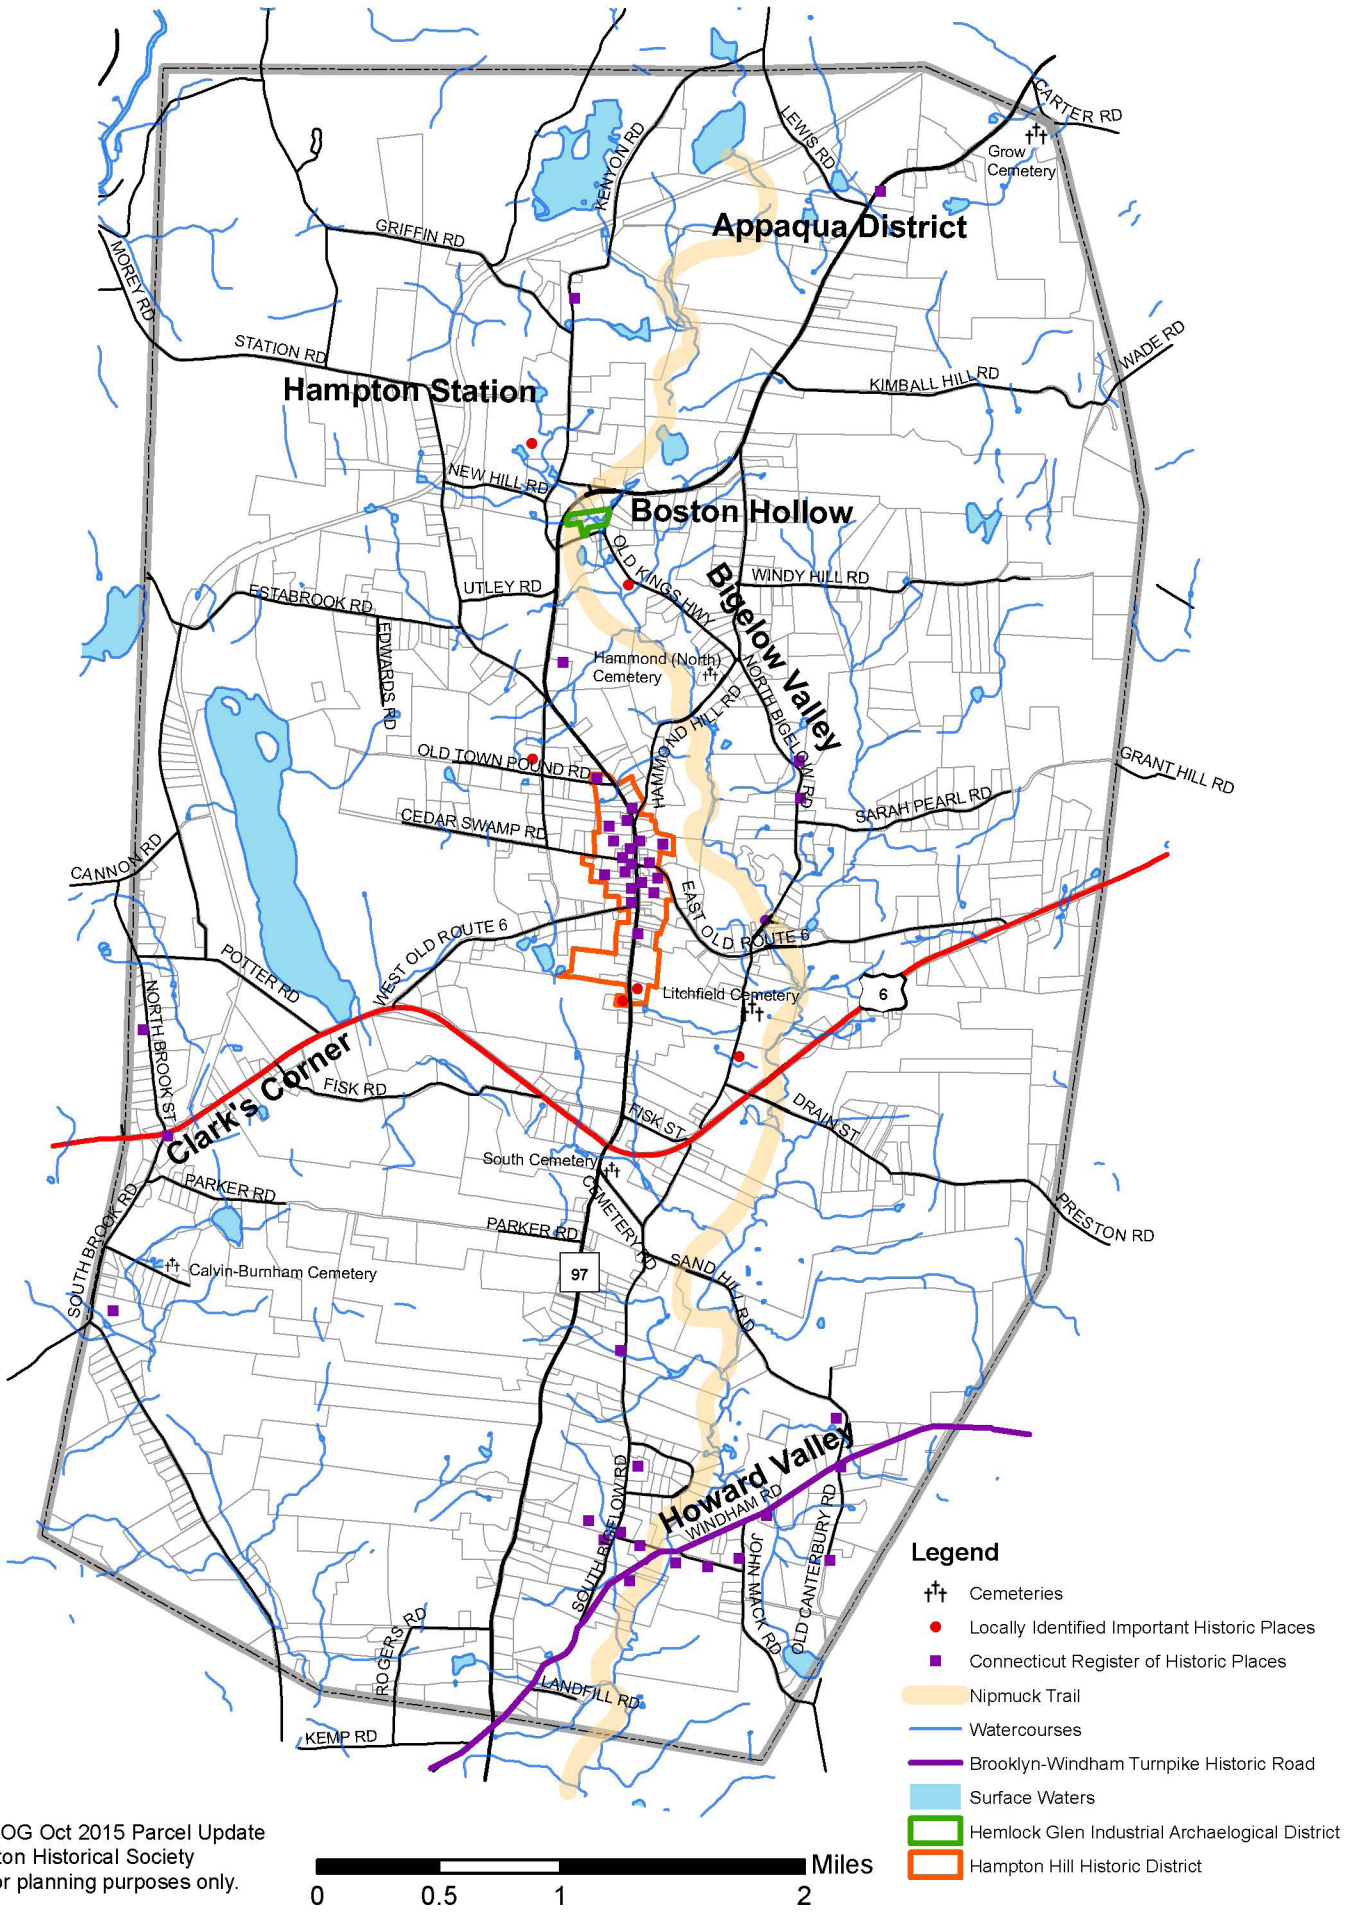 CARTER RD
LEWIS RD
Grow
Cemetery
KENYON RD
Appaqua District
GRIFFIN RD
MOREY RD
STATION RD
WADE RD
KIMBALL HILL RD
Hampton Station
NEW HILL RD
Boston Hollow
OLD KINGS HWY
Bigelow Valley
WINDY HILL RD
UTLEY RD
ESTABROOK RD
EDWARDS RD
Hammond (North)
Cemetery
NORTH BIGELOW RD
HAMMOND HILL RD
OLD TOWN POUND RD
GRANT HILL RD
SARAH PEARL RD
CEDAR SWAMP RD
CANNON RD
EAST OLD ROUTE 6
WEST OLD ROUTE 6
POTTER RD
NORTH BROOK ST
Litchfield Cemetery
6
Clark's Corner
FISK RD
FISK ST
DRAIN ST
South Cemetery
CEMETERY RD
PARKER RD
PARKER RD
PRESTON RD
SOUTH BROOK RD
Calvin-Burnham Cemetery
97
SAND HILL RD
Howard Valley
WINDHAM RD
SOUTH BIGELOW RD
JOHN MACK RD
OLD CANTERBURY RD
ROGERS RD
LANDFILL RD
KEMP RD
Legend
Cemeteries
Locally Identified Important Historic Places
Connecticut Register of Historic Places
Nipmuck Trail
Watercourses
Brooklyn-Windham Turnpike Historic Road
Surface Waters
Hemlock Glen Industrial Archaelogical District
Hampton Hill Historic District
OG Oct 2015 Parcel Update
on Historical Society
r planning purposes only.
Miles
0 0.5 1 2